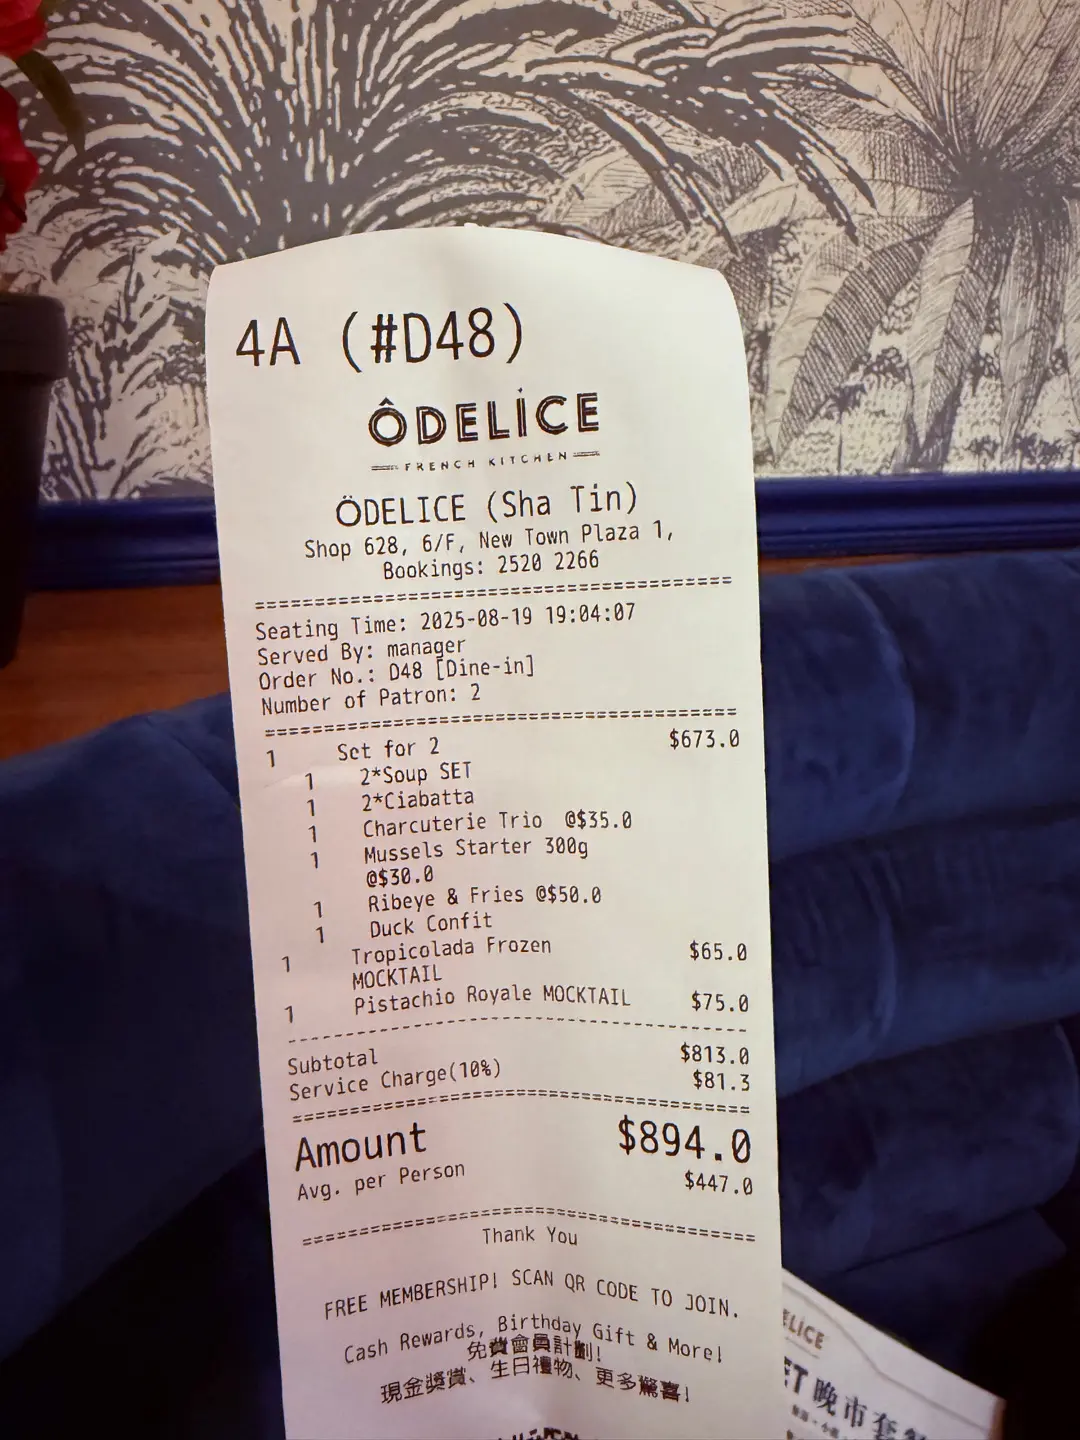 4A (#D48)
ÔDELICE
FRENCH KITCHEN
ÖDELICE (Sha Tin)
Shop 628, 6/F, New Town Plaza 1,
Bookings: 2520 2266
Seating Time: 2025-08-19 19:04:07
Served By: manager
Order No.: D48 [Dine-in]
Number of Patron: 2
1 Set for 2 $673.0
1 2*Soup SET
1 2*Ciabatta
1 Charcuterie Trio @$35.0
1 Mussels Starter 300g
@$30.0
1 Ribeye & Fries @$50.0
1 Duck Confit
1 Tropicolada Frozen $65.0
MOCKTAIL
1 Pistachio Royale MOCKTAIL $75.0
Subtotal $813.0
Service Charge(10%) $81.3
Amount $894.0
Avg. per Person $447.0
Thank You
FREE MEMBERSHIP! SCAN QR CODE TO JOIN.
Cash Rewards, Birthday Gift & More!
免費會員計劃!
現金獎賞、生日禮物、更多驚喜!
ELICE
ET 晚市套